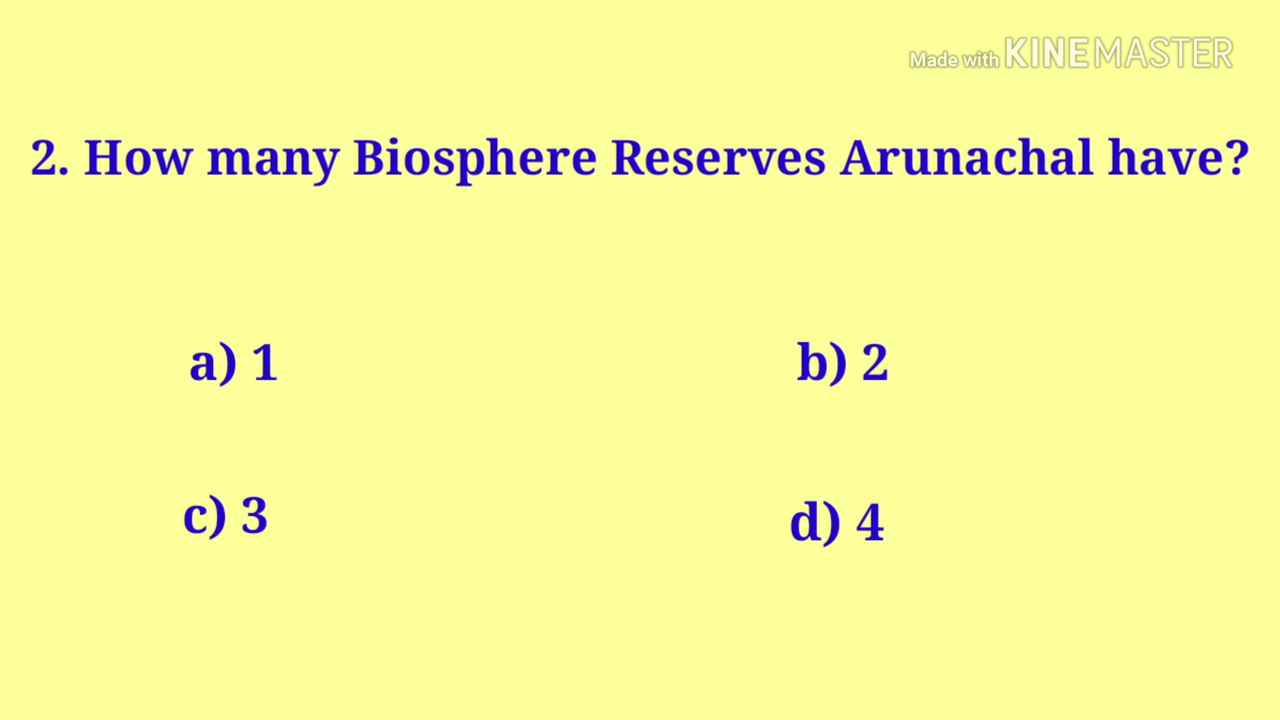 Made with KINEMASTER
2. How many Biosphere Reserves Arunachal have?
a) 1
b) 2
c) 3
d) 4